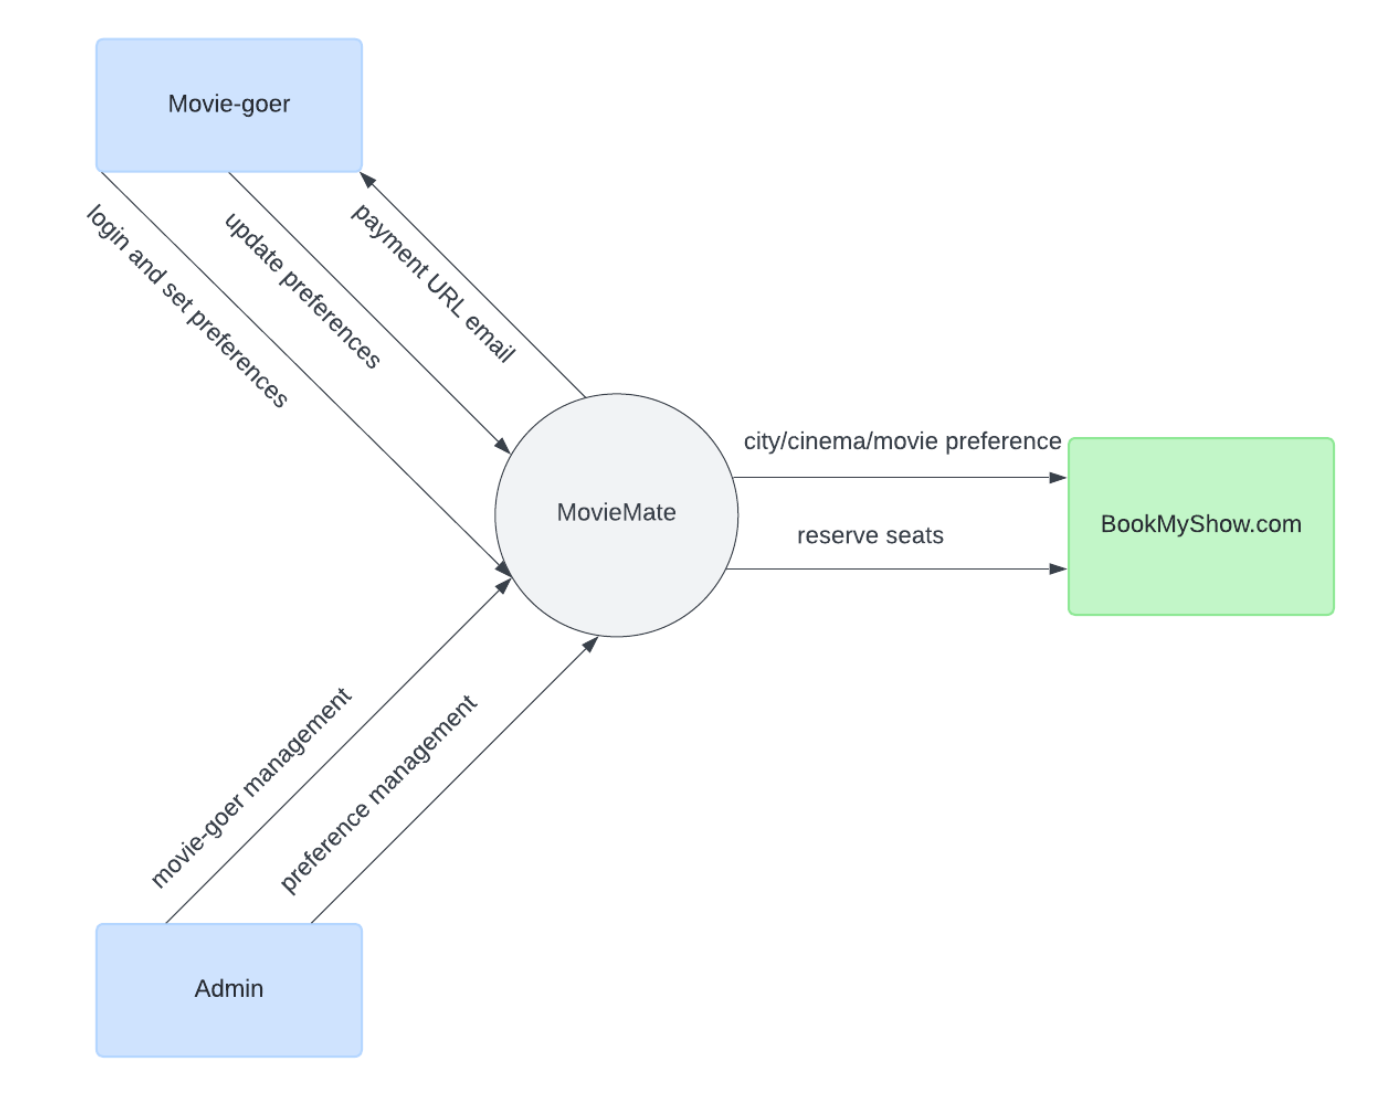 Movie-goer
login and set preferences
update preferences
payment URL email
MovieMate
city/cinema/movie preference
reserve seats
BookMyShow.com
movie-goer management
preference management
Admin